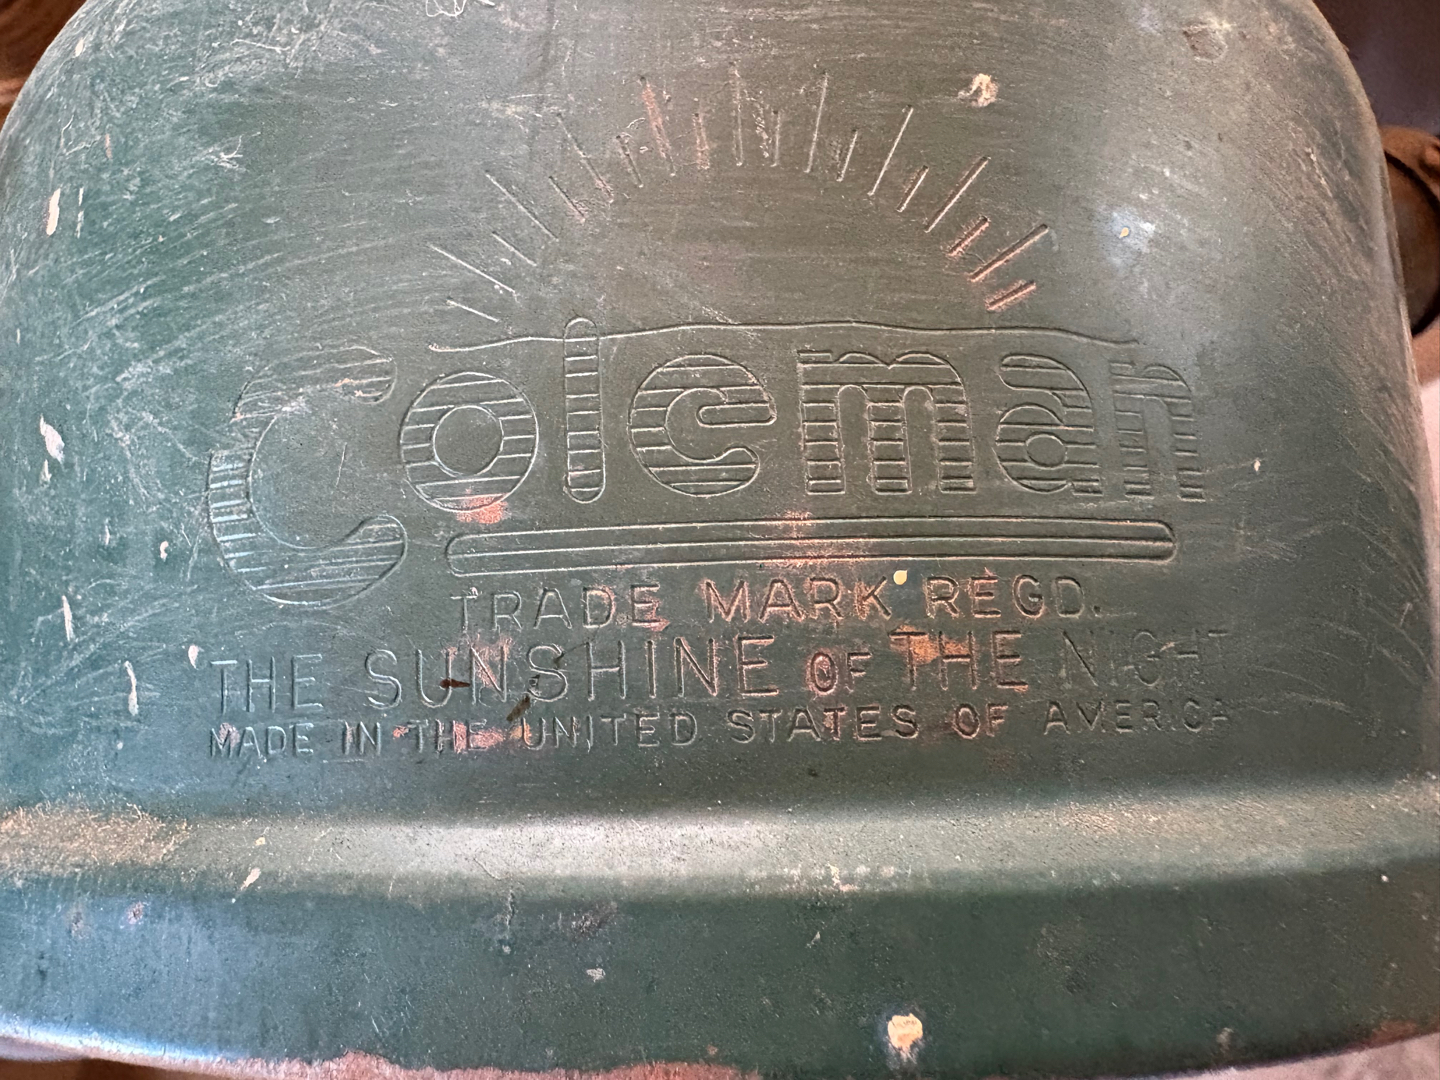 Coleman
TRADE MARK REGD.
THE SUNSHINE OF THE NIGHT
MADE IN THE UNITED STATES OF AMERICA